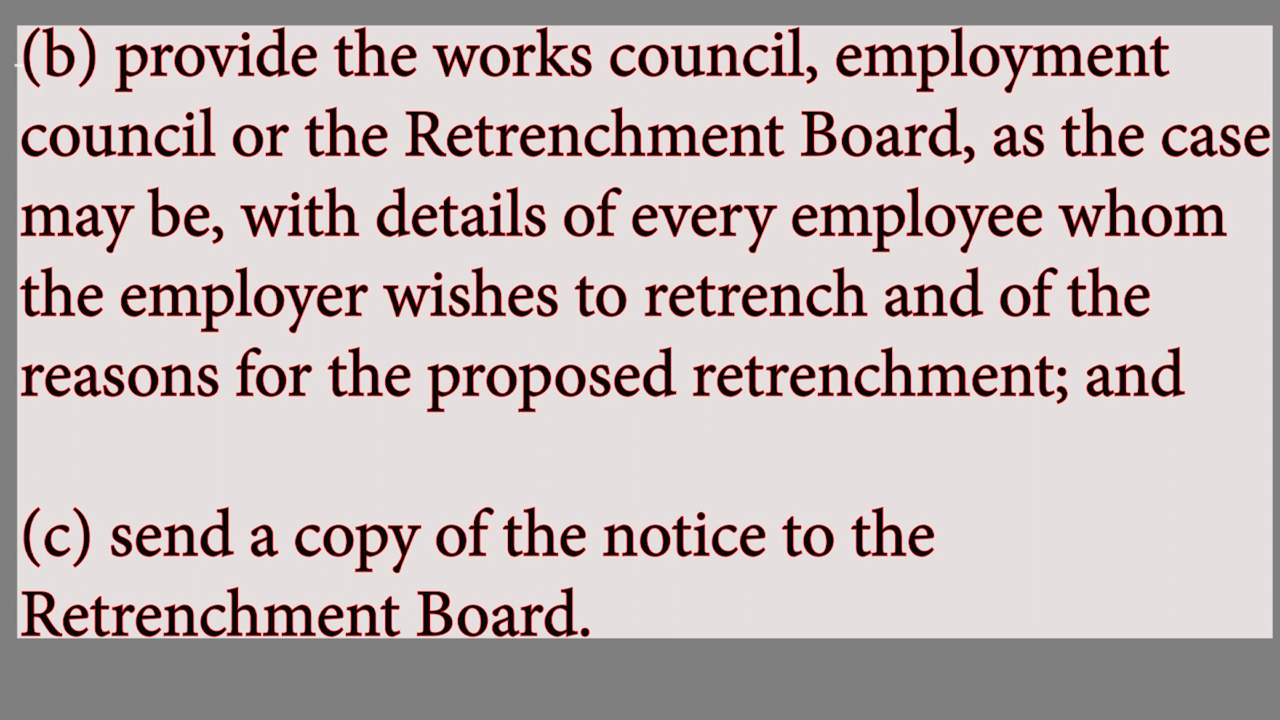 (b) provide the works council, employment
council or the Retrenchment Board, as the case
may be, with details of every employee whom
the employer wishes to retrench and of the
reasons for the proposed retrenchment; and
(c) send a copy of the notice to the
Retrenchment Board.